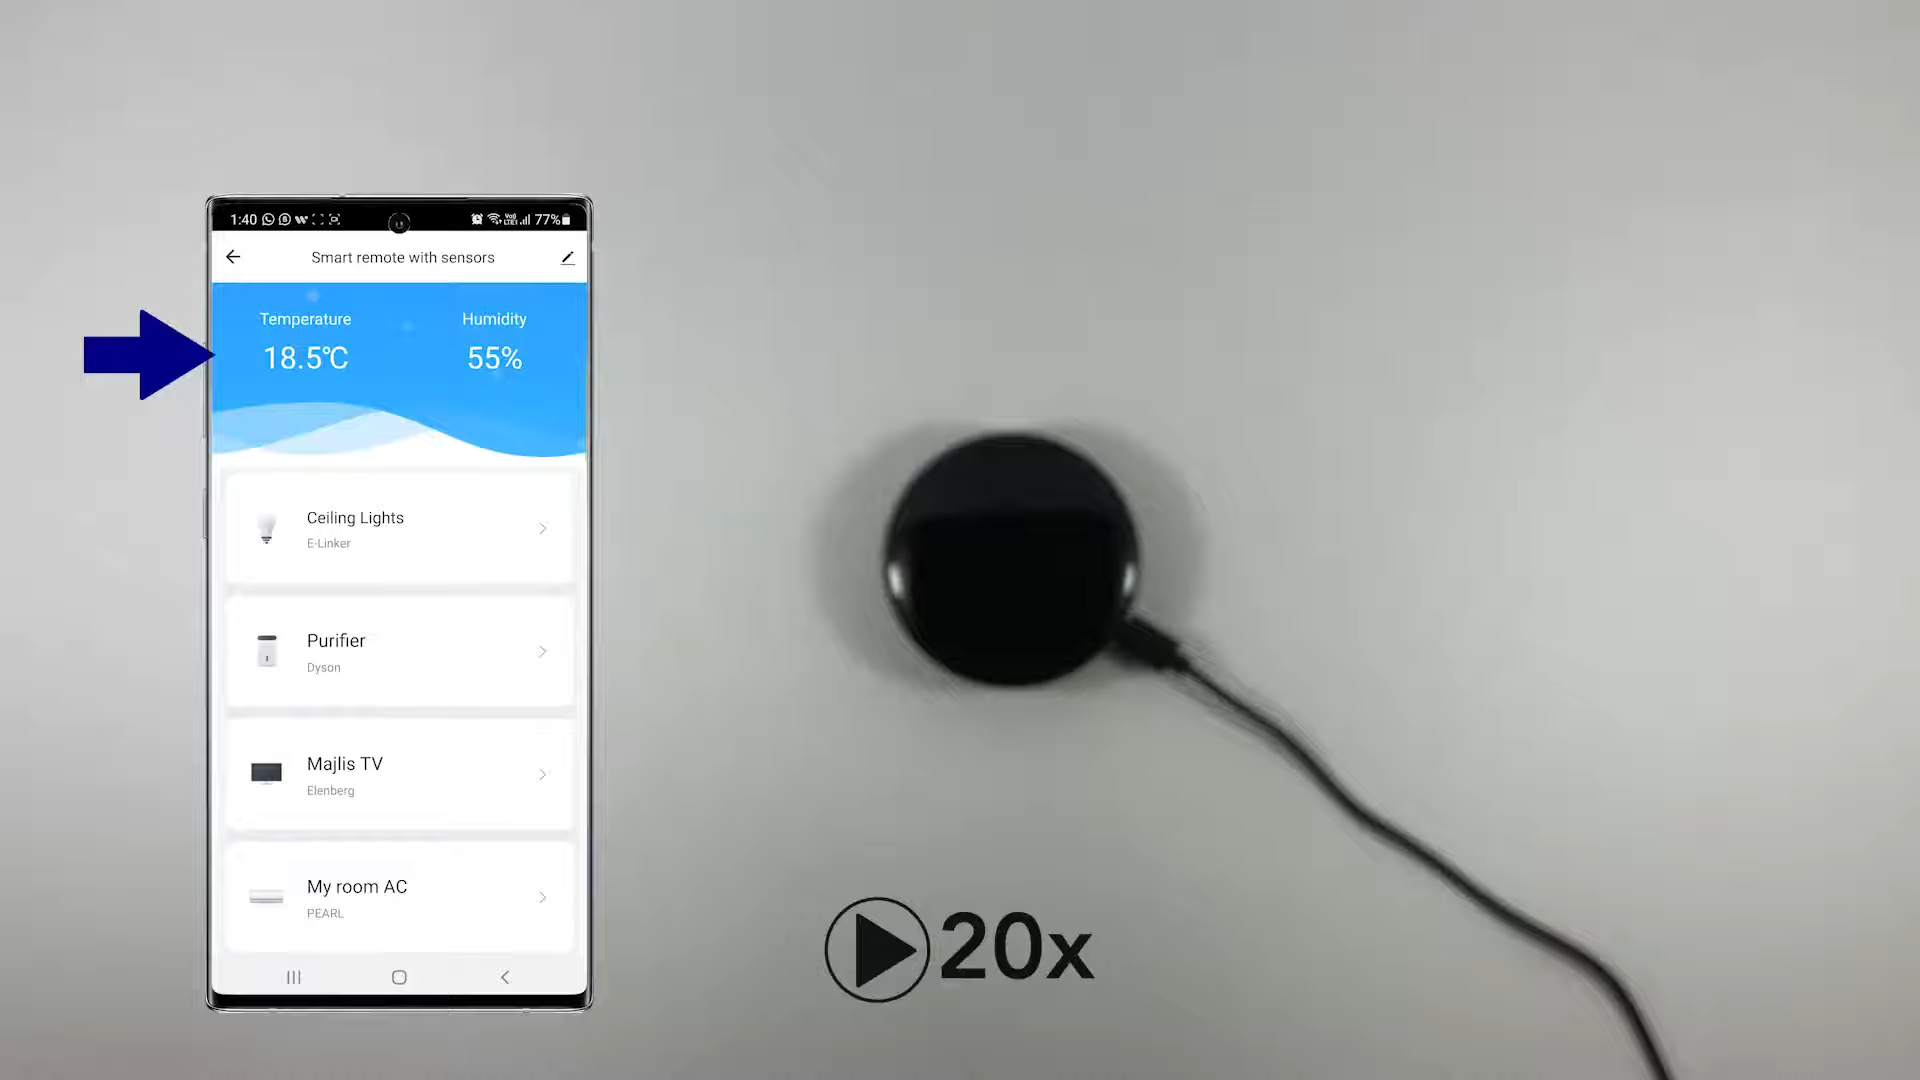 1:40 77%
Smart remote with sensors
Temperature Humidity
18.5℃ 55%
Ceiling Lights
E-Linker
Purifier
Dyson
Majlis TV
Elenberg
My room AC
PEARL
20x